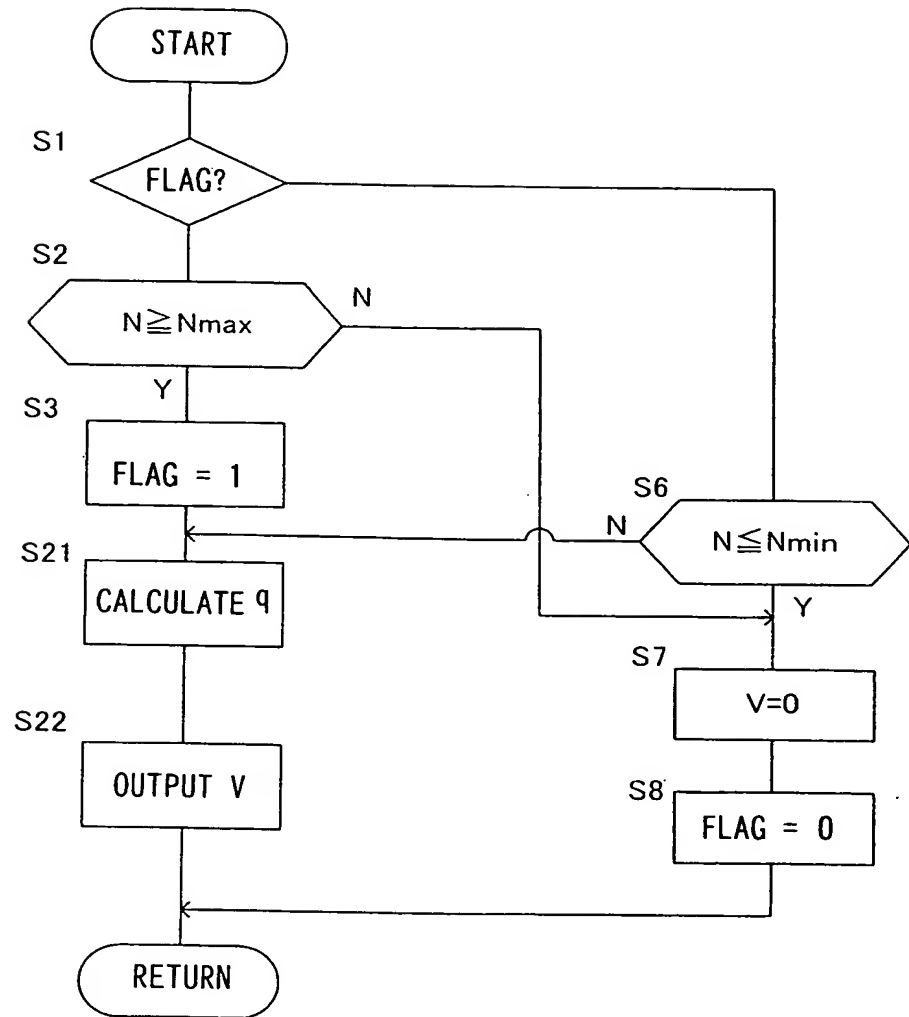 START
S1
FLAG?
S2
N≧Nmax
N
Y
S3
FLAG = 1
S6
N
N≦Nmin
Y
S21
CALCULATE q
S7
V=0
S22
OUTPUT V
S8
FLAG = 0
RETURN